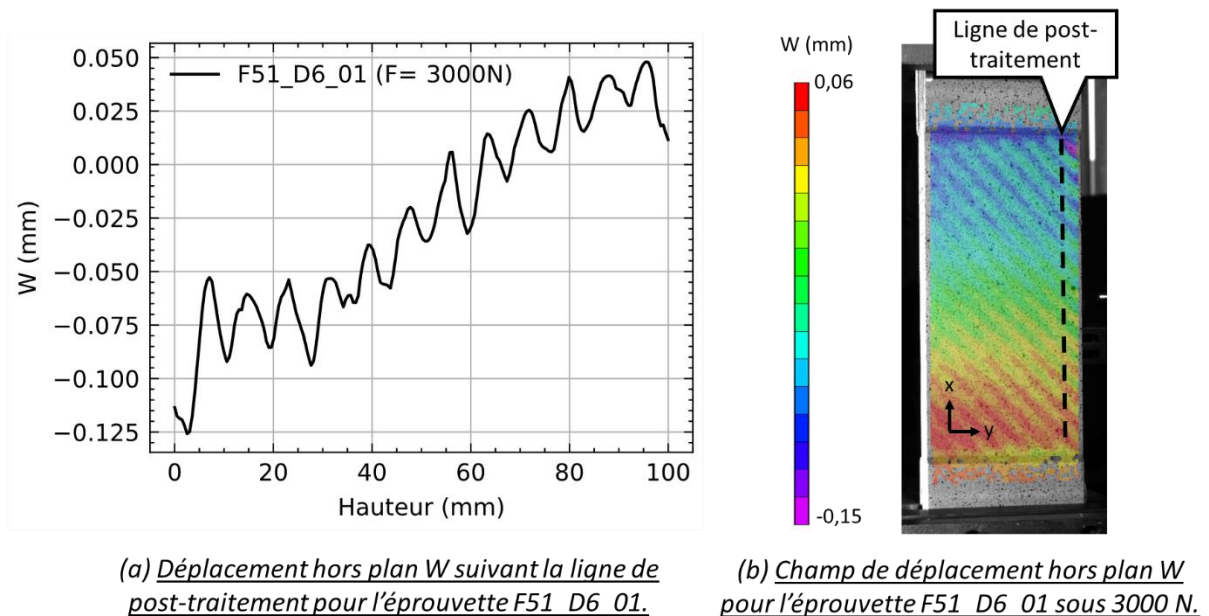 0.050
0.025
0.000
−0.025
−0.050
−0.075
−0.100
−0.125
W (mm)
F51_D6_01 (F= 3000N)
0 20 40 60 80 100
Hauteur (mm)
(a) Déplacement hors plan W suivant la ligne de
post-traitement pour l’éprouvette F51_D6_01.
W (mm)
0,06
-0,15
Ligne de post-
traitement
x
y
(b) Champ de déplacement hors plan W
pour l’éprouvette F51_D6_01 sous 3000 N.